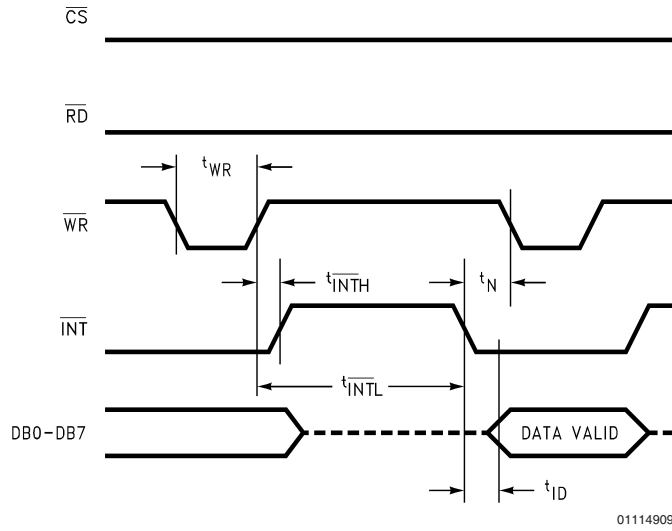 CS
RD
tWR
WR
tINTH
tN
INT
tINTL
DB0-DB7
DATA VALID
tID
01114909